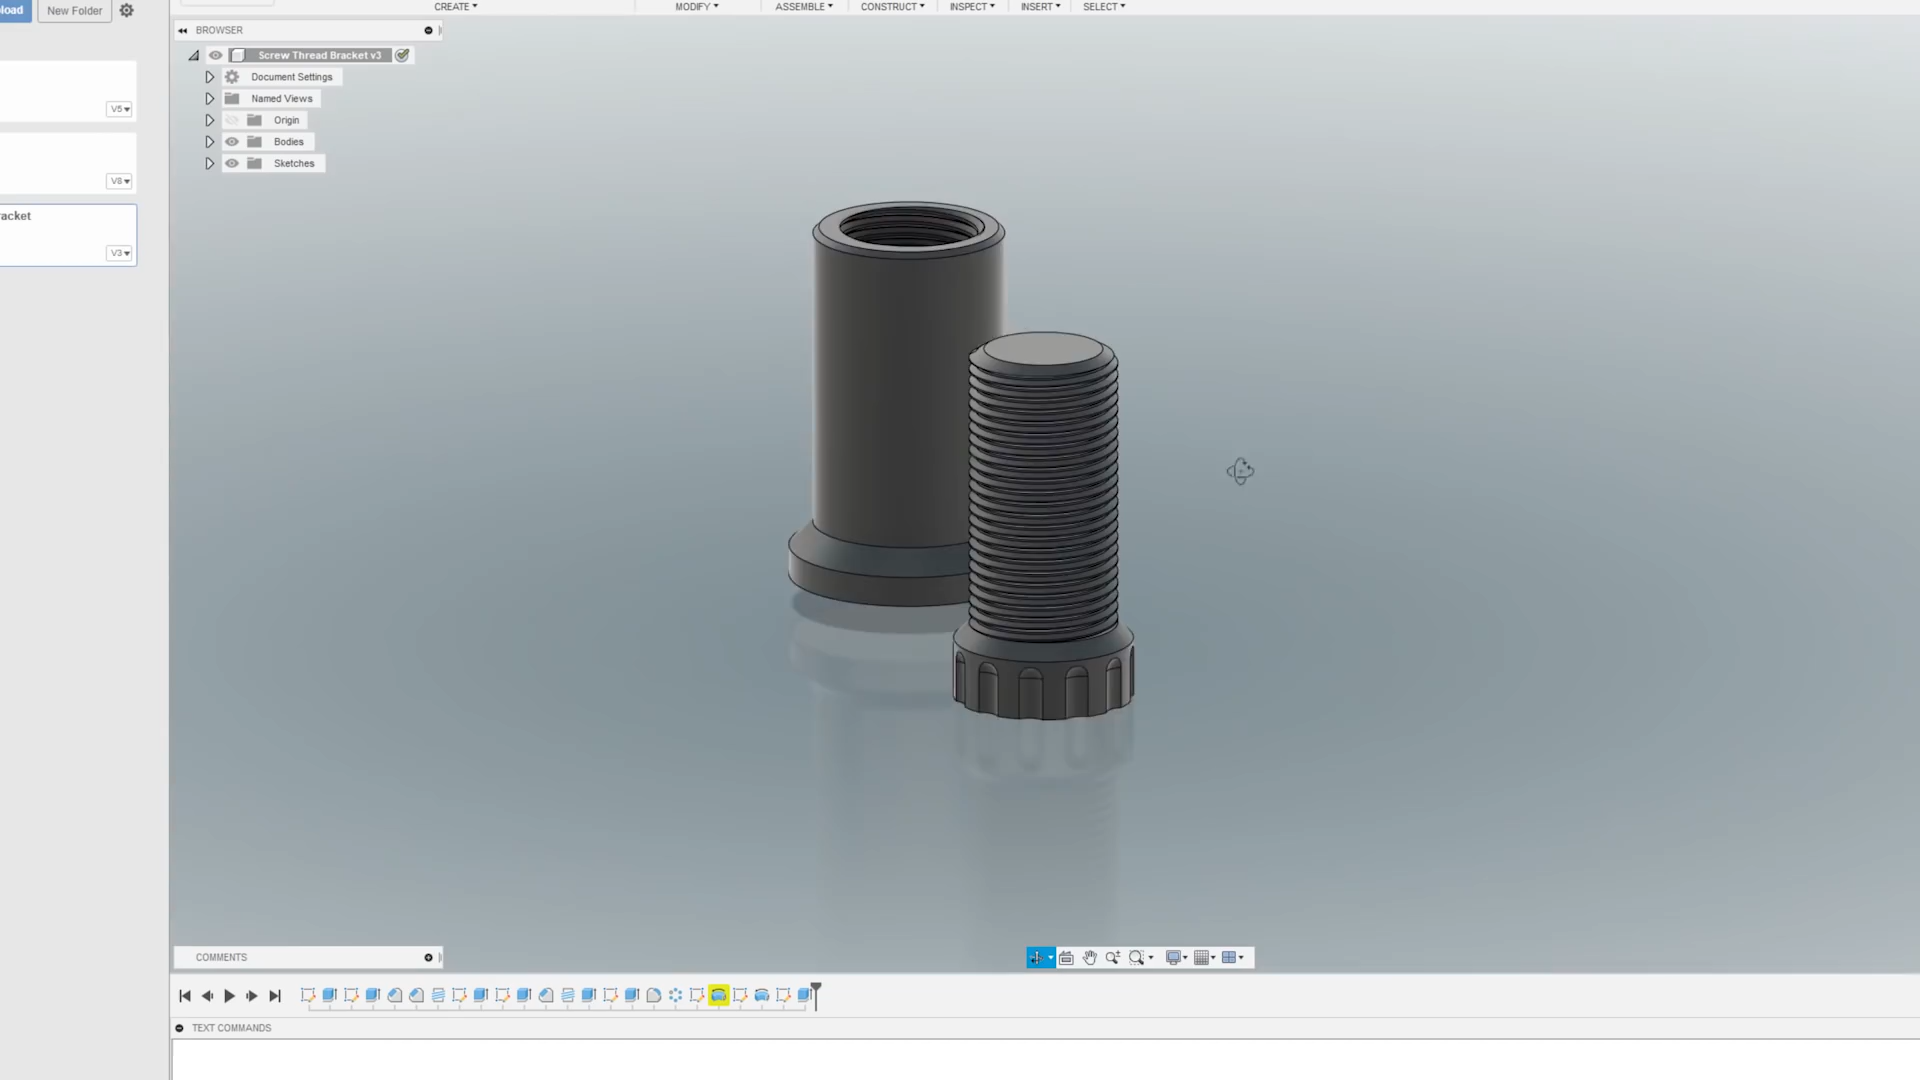 CREATE
MODIFY
ASSEMBLE
CONSTRUCT
INSPECT
INSERT
SELECT
load
New Folder
BROWSER
Screw Thread Bracket v3
Document Settings
Named Views
Origin
Bodies
Sketches
V5
V8
racket
V3
COMMENTS
TEXT COMMANDS